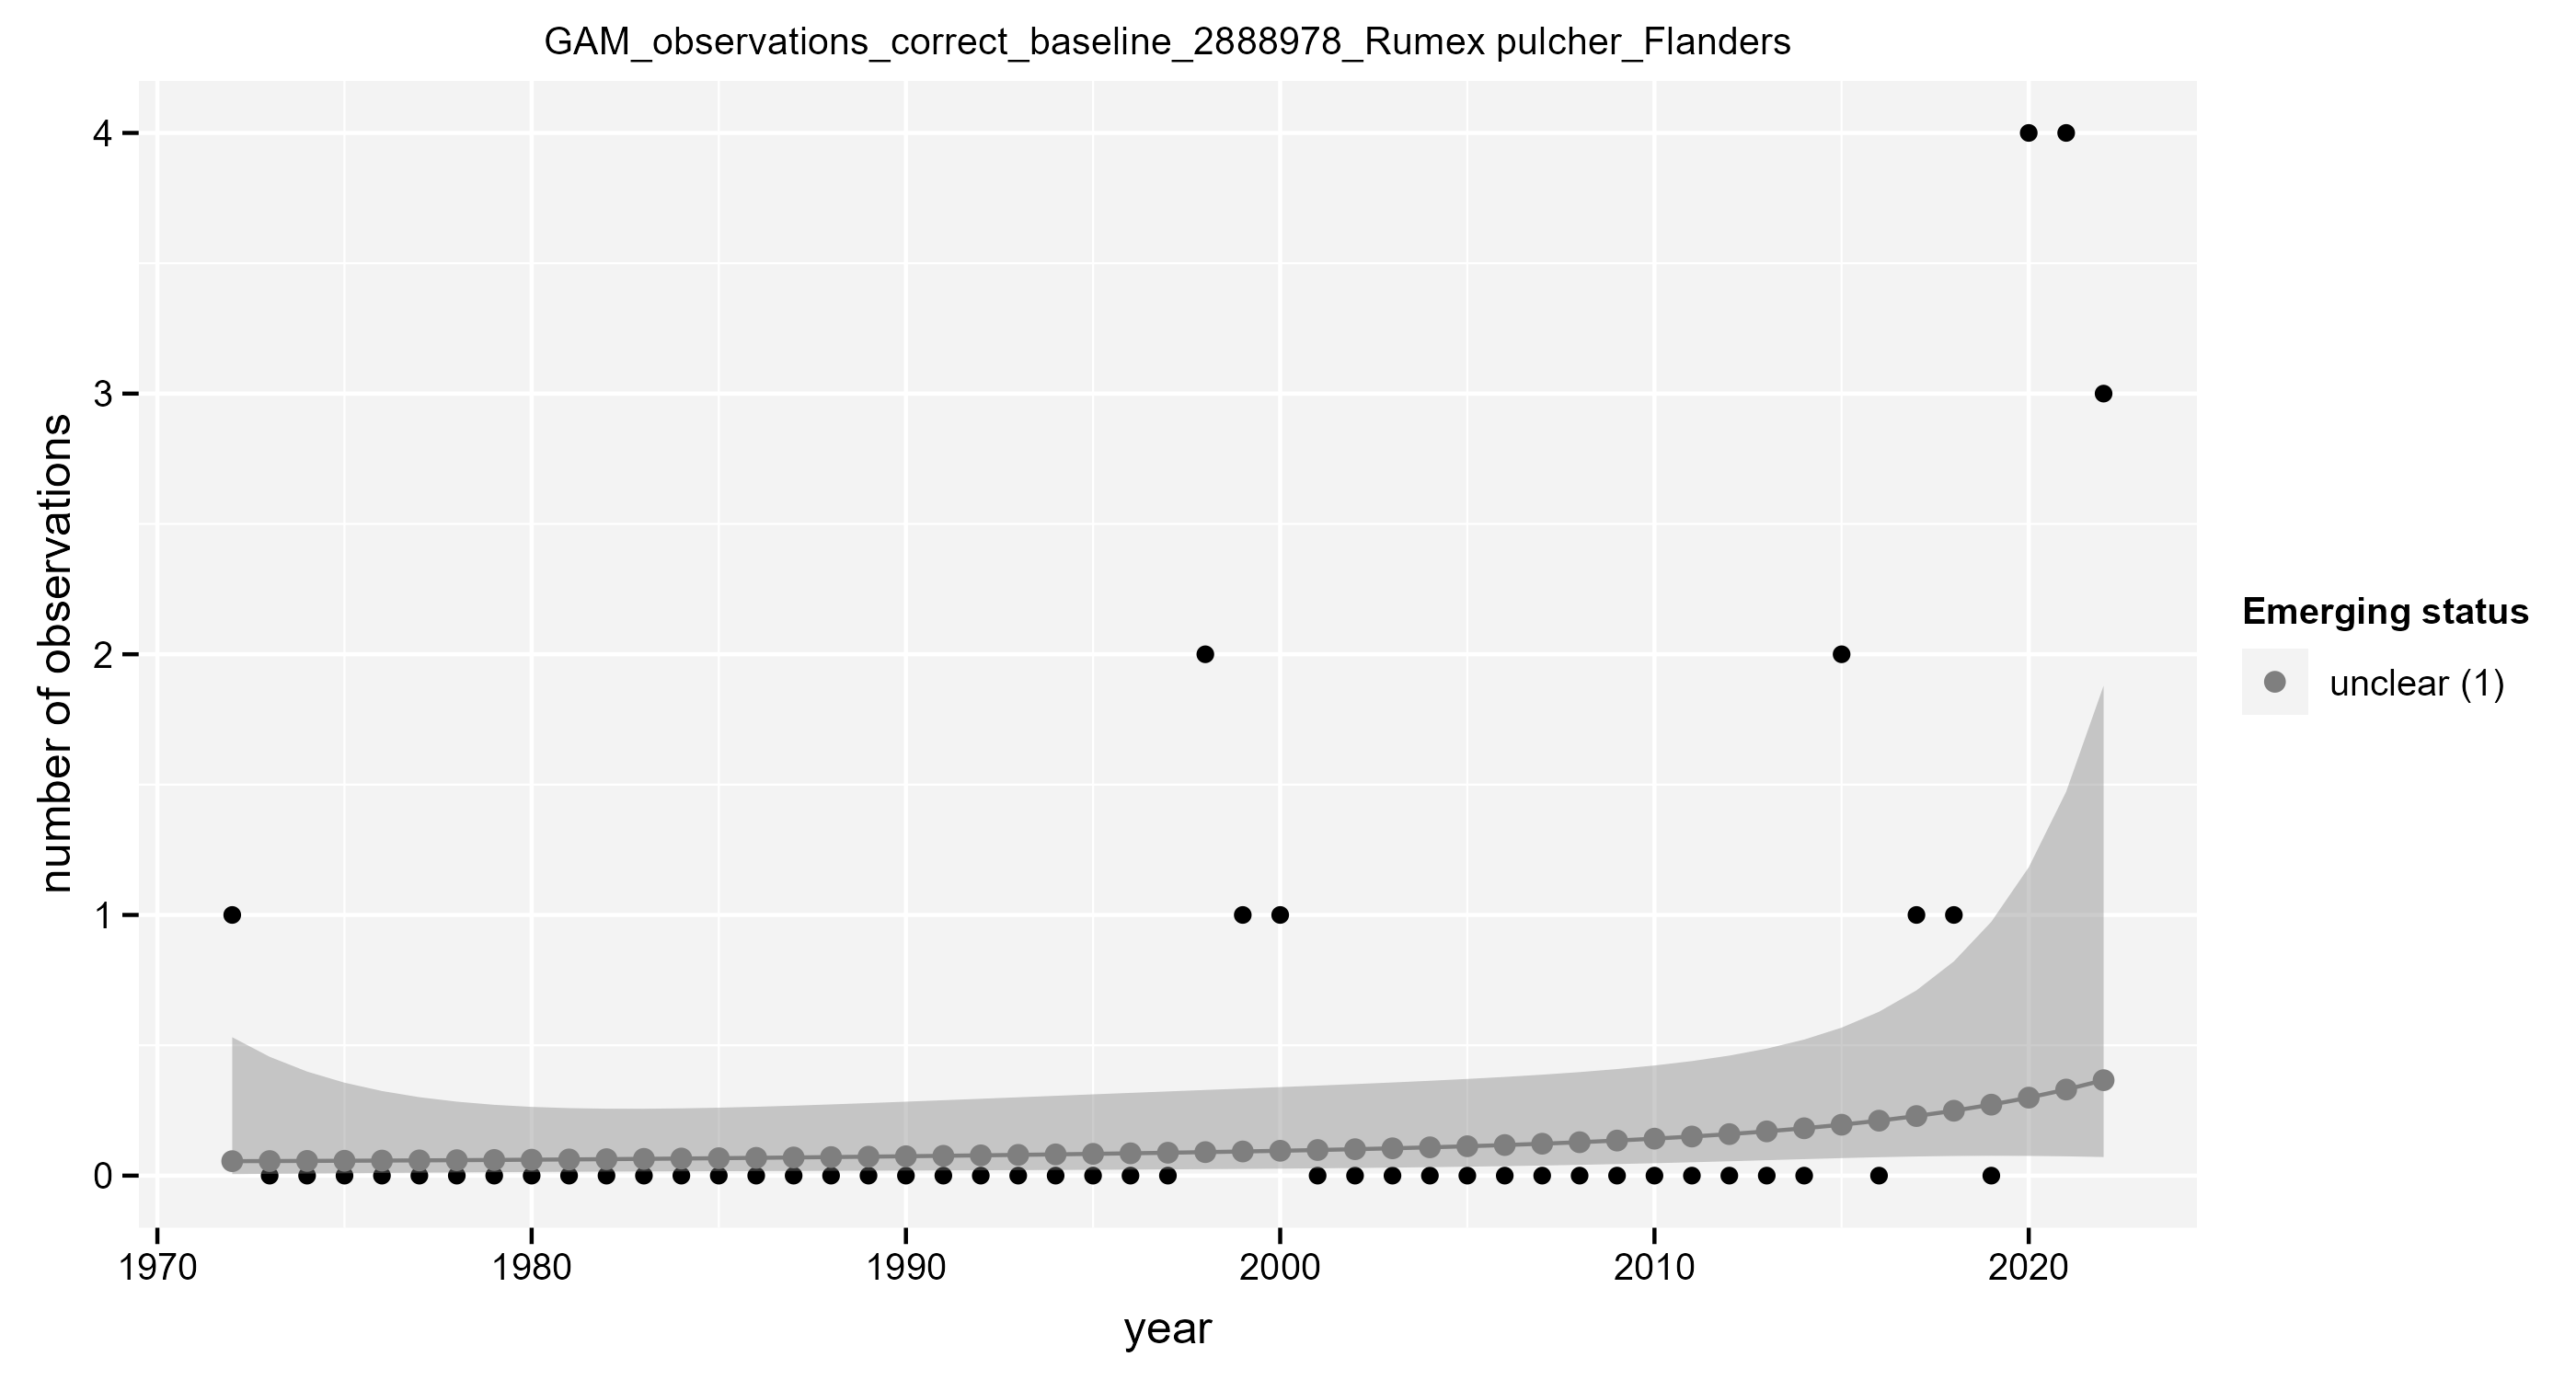 GAM_observations_correct_baseline_2888978_Rumex pulcher_Flanders
number of observations
4
3
2
1
0
1970 1980 1990 2000 2010 2020
year
Emerging status
unclear (1)